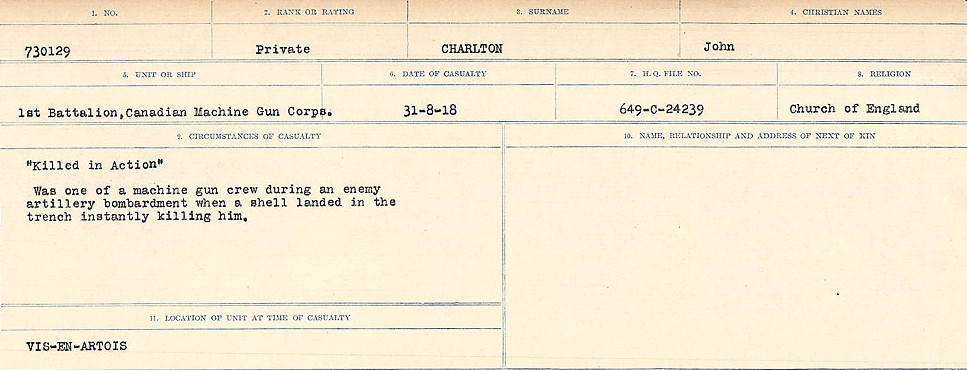 1. NO. 2. RANK OR RATING 3. SURNAME 4. CHRISTIAN NAMES
730129 Private CHARLTON John
5. UNIT OR SHIP 6. DATE OF CASUALTY 7. H.Q. FILE NO. 8. RELIGION
1st Battalion,Canadian Machine Gun Corps. 31-8-18 649-C-24239 Church of England
9. CIRCUMSTANCES OF CASUALTY 10. NAME, RELATIONSHIP AND ADDRESS OF NEXT OF KIN
"Killed in Action"
Was one of a machine gun crew during an enemy
artillery bombardment when a shell landed in the
trench instantly killing him.
11. LOCATION OF UNIT AT TIME OF CASUALTY
VIS-EN-ARTOIS